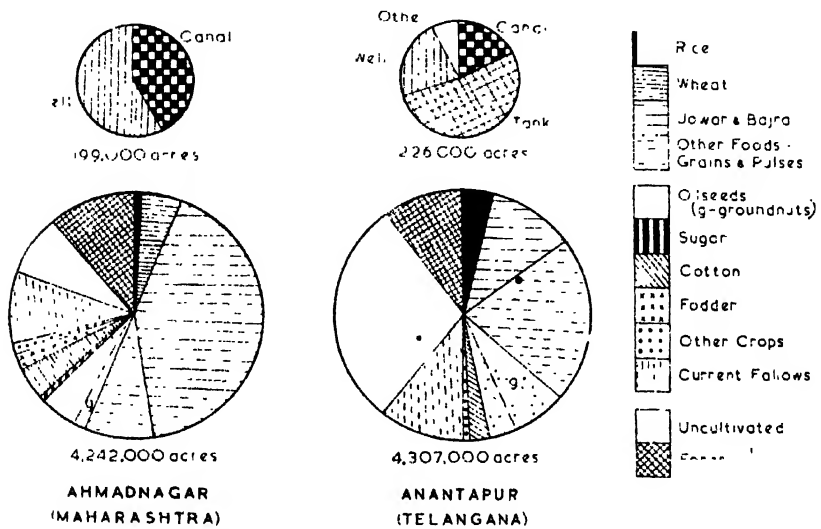 Canal
199,000 acres
4,242,000 acres
AHMADNAGAR
(MAHARASHTRA)
Othe
Well
Tank
226,000 acres
g
4,307,000 acres
ANANTAPUR
(TELANGANA)
Rice
Wheat
Jowar & Bajra
Other Foods -
Grains & Pulses
Oilseeds
(g-groundnuts)
Sugar
Cotton
Fodder
Other Crops
Current Fallows
Uncultivated